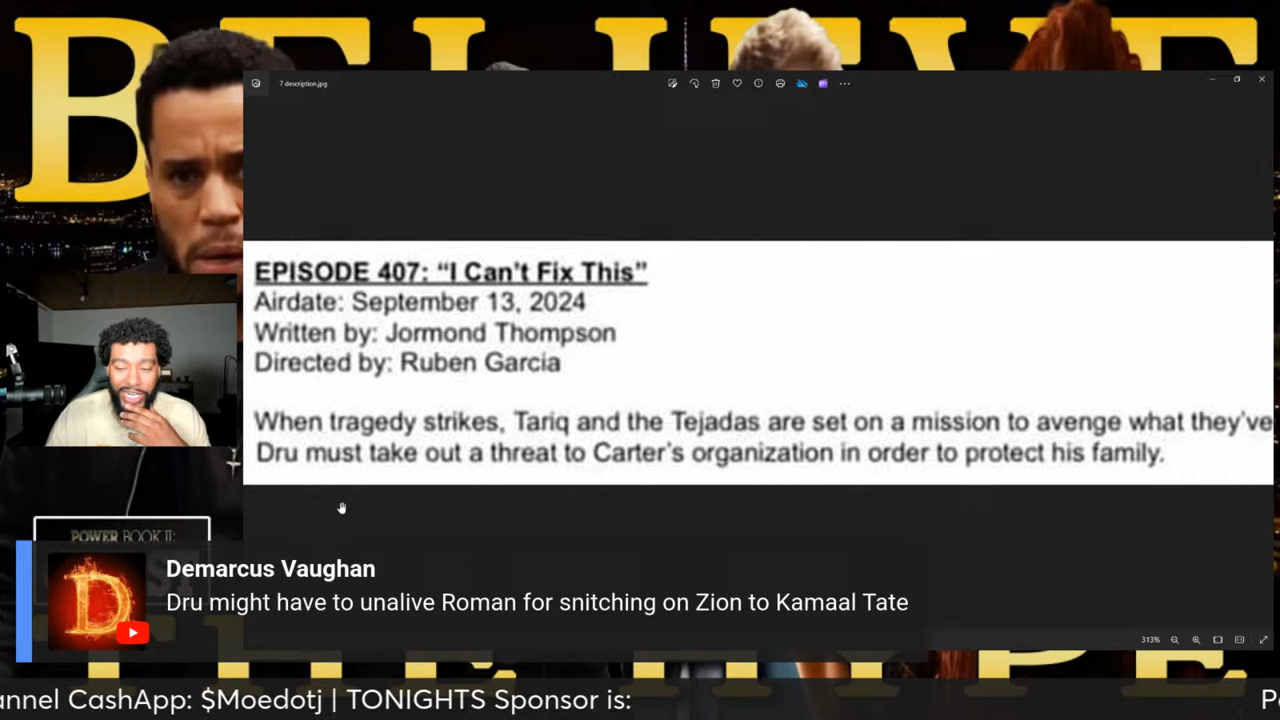 BELIEVE
7 description.jpg
EPISODE 407: “I Can’t Fix This”
Airdate: September 13, 2024
Written by: Jormond Thompson
Directed by: Ruben Garcia
When tragedy strikes, Tariq and the Tejadas are set on a mission to avenge what they’ve
Dru must take out a threat to Carter’s organization in order to protect his family.
POWER BOOK II:
D
Demarcus Vaughan
Dru might have to unalive Roman for snitching on Zion to Kamaal Tate
313%
THE HYPE
annel CashApp: $Moedotj | TONIGHTS Sponsor is: